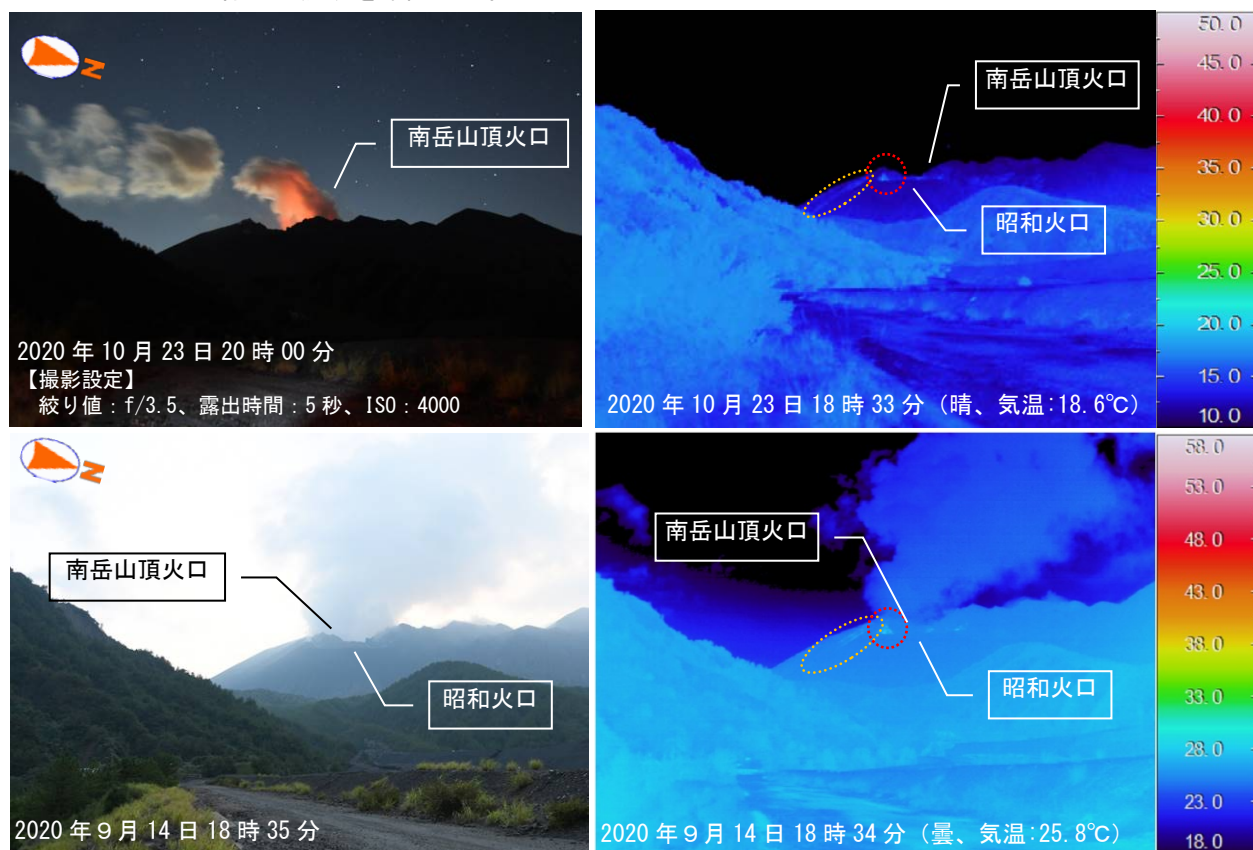 N
南岳山頂火口
2020 年 10 月 23 日 20 時 00 分
【撮影設定】
絞り値：f/3.5、露出時間：5 秒、ISO：4000
南岳山頂火口
昭和火口
2020 年 10 月 23 日 18 時 33 分（晴、気温:18.6℃）
50.0
45.0
40.0
35.0
30.0
25.0
20.0
15.0
10.0
N
南岳山頂火口
昭和火口
2020 年９月 14 日 18 時 35 分
南岳山頂火口
昭和火口
2020 年９月 14 日 18 時 34 分（曇、気温:25.8℃）
58.0
53.0
48.0
43.0
38.0
33.0
28.0
23.0
18.0